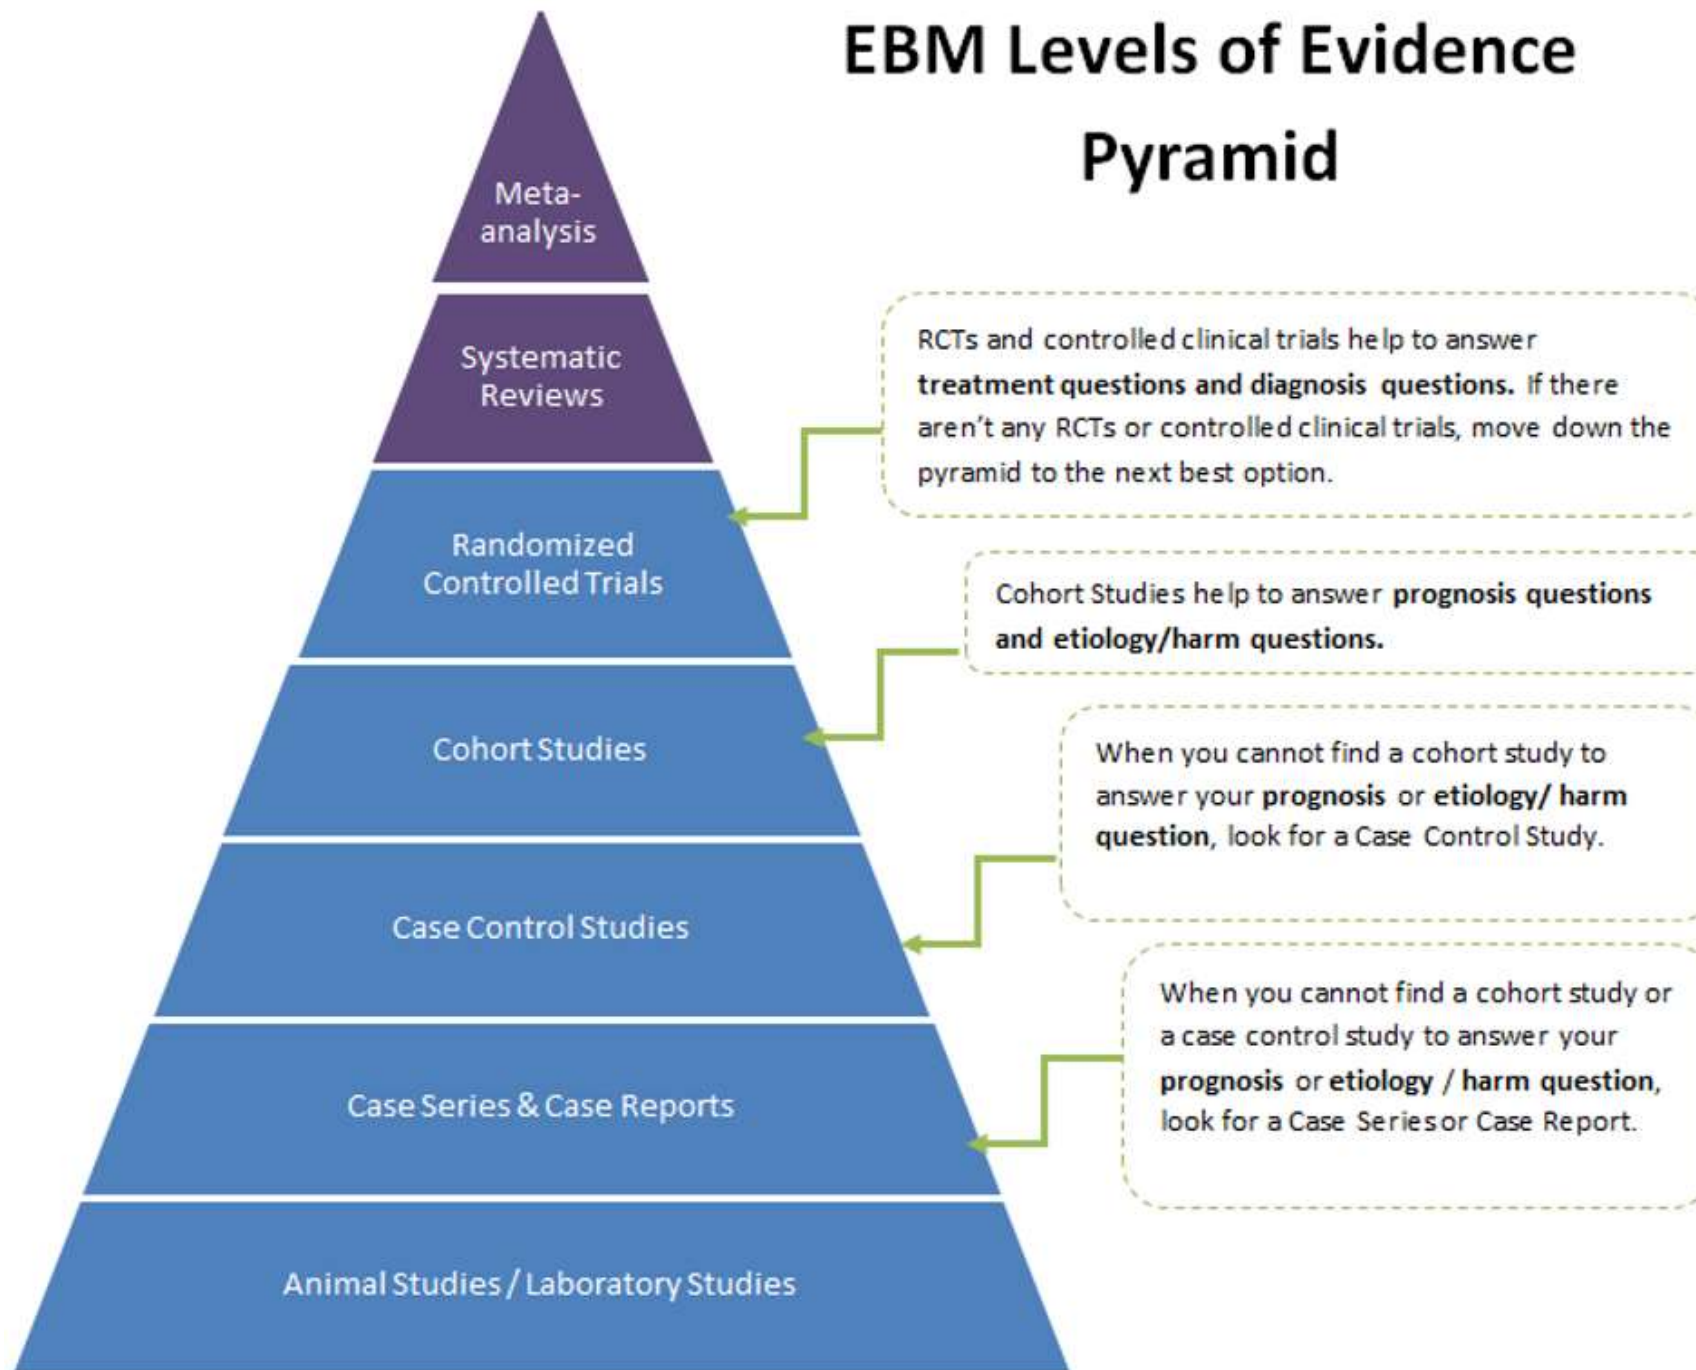 EBM Levels of Evidence
Pyramid
Meta-
analysis
Systematic
Reviews
RCTs and controlled clinical trials help to answer
treatment questions and diagnosis questions. If there
aren't any RCTs or controlled clinical trials, move down the
pyramid to the next best option.
Randomized
Controlled Trials
Cohort Studies help to answer prognosis questions
and etiology/harm questions.
Cohort Studies
When you cannot find a cohort study to
answer your prognosis or etiology/ harm
question, look for a Case Control Study.
Case Control Studies
When you cannot find a cohort study or
a case control study to answer your
prognosis or etiology / harm question,
look for a Case Series or Case Report.
Case Series & Case Reports
Animal Studies / Laboratory Studies